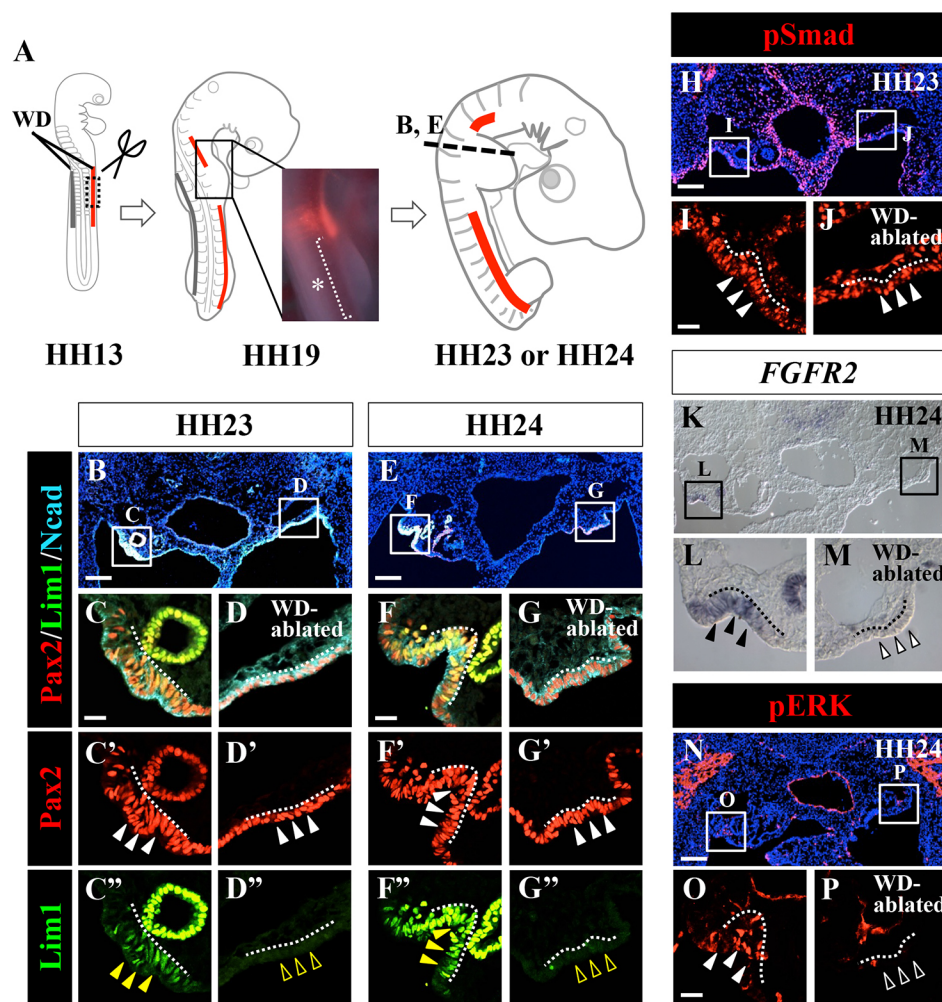 A
WD
B, E
*
HH13
HH19
HH23 or HH24
HH23
HH24
Pax2/Lim1/Ncad
B
C
D
E
F
G
C
D
WD-
ablated
F
G
WD-
ablated
Pax2
C’
D’
F’
G’
Lim1
C”
D”
F”
G”
pSmad
H
HH23
I
J
I
J
WD-
ablated
FGFR2
K
HH24
L
M
L
M
WD-
ablated
pERK
N
HH24
O
P
O
P
WD-
ablated